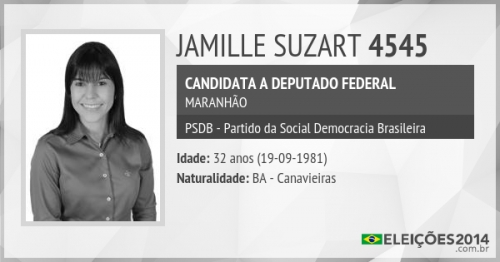 JAMILLE SUZART 4545
CANDIDATA A DEPUTADO FEDERAL
MARANHÃO
PSDB - Partido da Social Democracia Brasileira
Idade: 32 anos (19-09-1981)
Naturalidade: BA - Canavieiras
ELEIÇÕES2014
.com.br